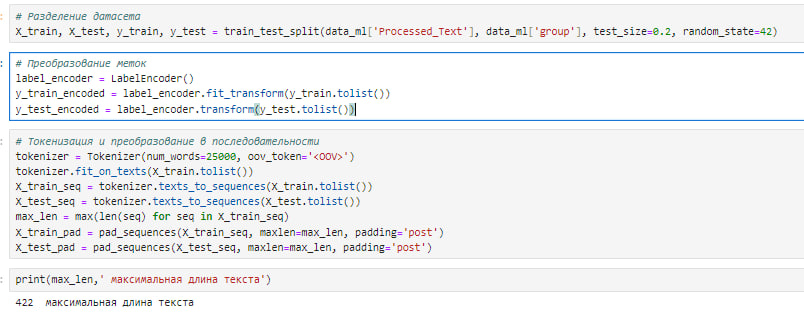 # Разделение датасета
X_train, X_test, y_train, y_test = train_test_split(data_ml['Processed_Text'], data_ml['group'], test_size=0.2, random_state=42)
# Преобразование меток
label_encoder = LabelEncoder()
y_train_encoded = label_encoder.fit_transform(y_train.tolist())
y_test_encoded = label_encoder.transform(y_test.tolist())
# Токенизация и преобразование в последовательности
tokenizer = Tokenizer(num_words=25000, oov_token='<OOV>')
tokenizer.fit_on_texts(X_train.tolist())
X_train_seq = tokenizer.texts_to_sequences(X_train.tolist())
X_test_seq = tokenizer.texts_to_sequences(X_test.tolist())
max_len = max(len(seq) for seq in X_train_seq)
X_train_pad = pad_sequences(X_train_seq, maxlen=max_len, padding='post')
X_test_pad = pad_sequences(X_test_seq, maxlen=max_len, padding='post')
print(max_len,' максимальная длина текста')
422  максимальная длина текста